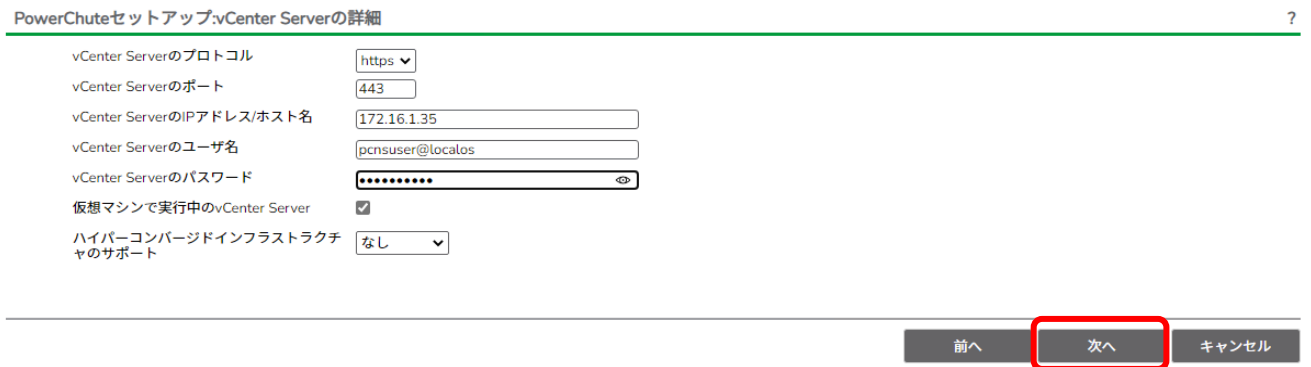 PowerChuteセットアップ:vCenter Serverの詳細 ?
vCenter Serverのプロトコル https
vCenter Serverのポート 443
vCenter ServerのIPアドレス/ホスト名 172.16.1.35
vCenter Serverのユーザ名 pcnsuser@localos
vCenter Serverのパスワード ••••••••••
仮想マシンで実行中のvCenter Server
ハイパーコンバージドインフラストラクチ
ャのサポート なし
前へ 次へ キャンセル